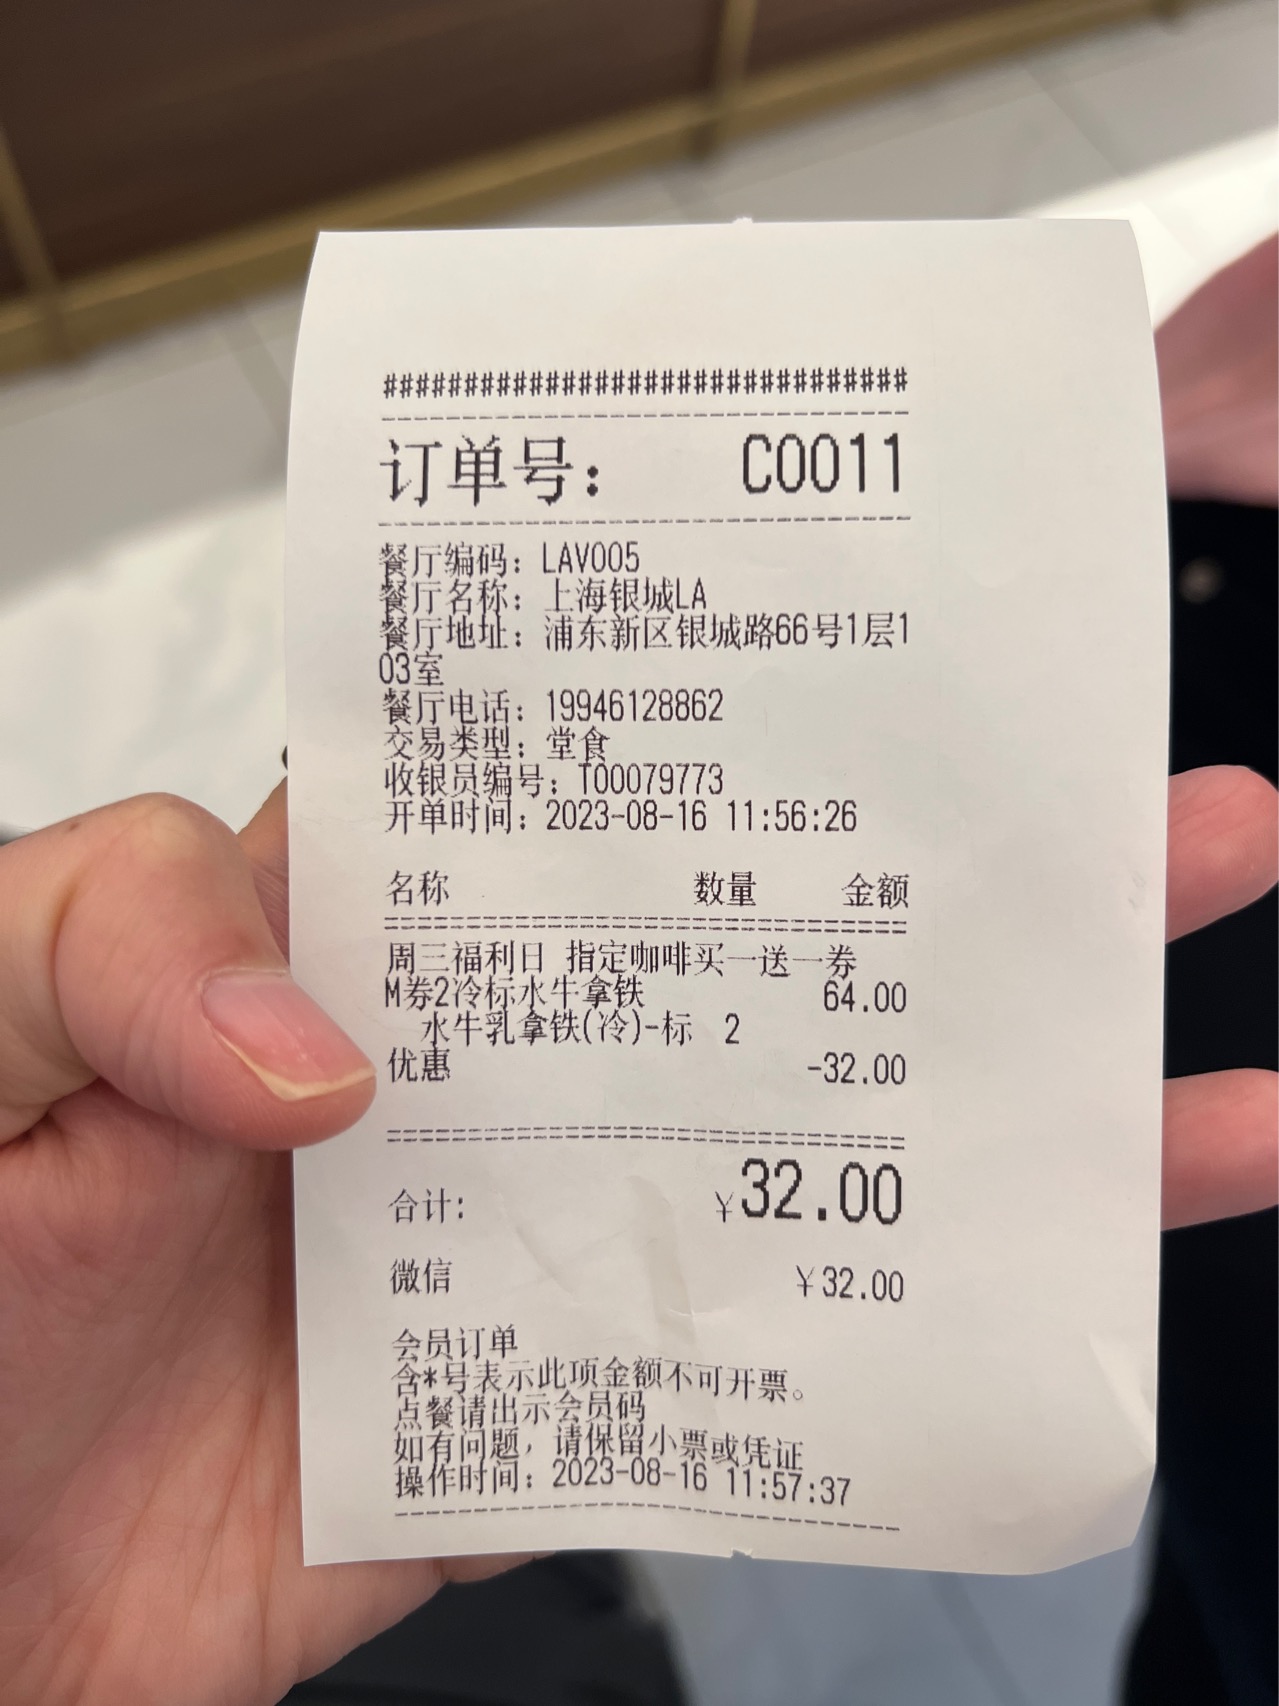 ################################
订单号： C0011
餐厅编码：LAV005
餐厅名称：上海银城LA
餐厅地址：浦东新区银城路66号1层1
03室
餐厅电话：19946128862
交易类型：堂食
收银员编号：T00079773
开单时间：2023-08-16 11:56:26
名称 数量 金额
周三福利日 指定咖啡买一送一券
M券2冷标水牛拿铁 64.00
水牛乳拿铁(冷)-标 2
优惠 -32.00
合计: ¥32.00
微信 ¥32.00
会员订单
含*号表示此项金额不可开票。
点餐请出示会员码
如有问题，请保留小票或凭证
操作时间：2023-08-16 11:57:37